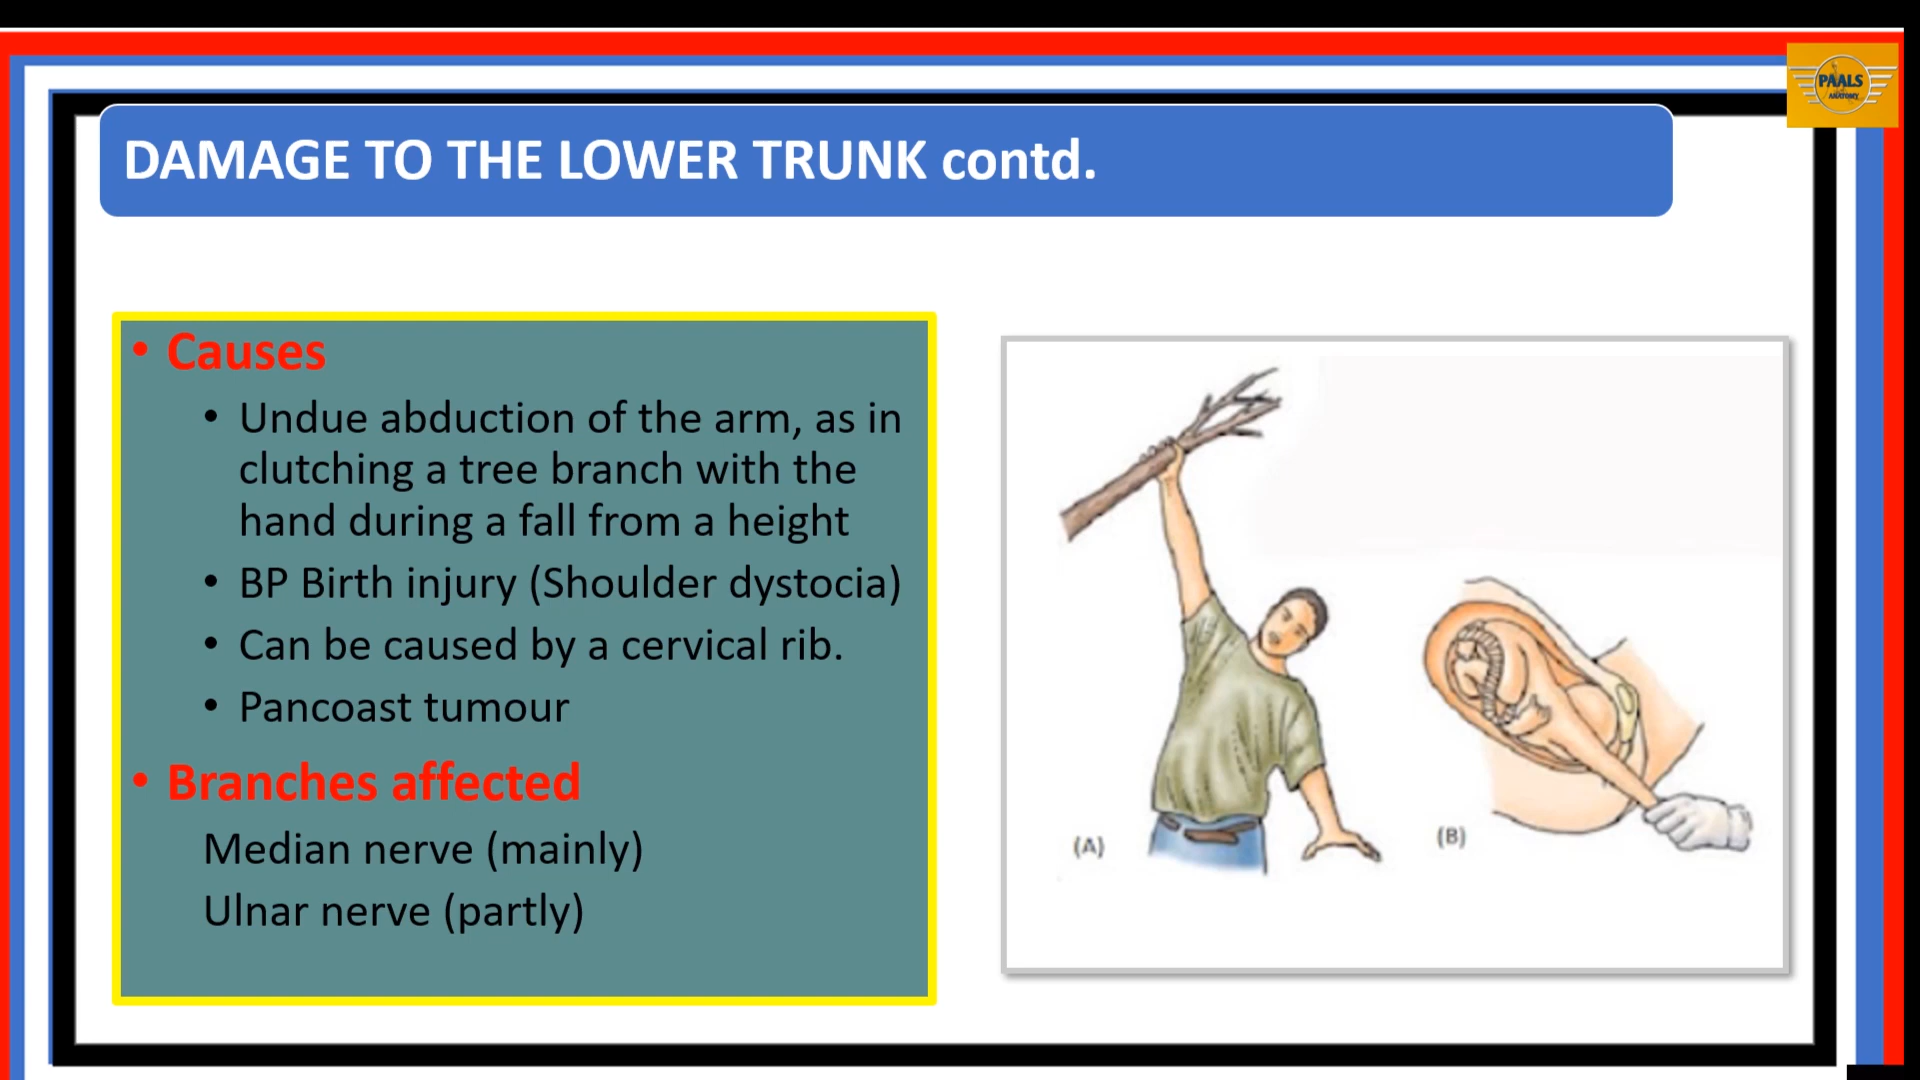 PAALS
ANATOMY
DAMAGE TO THE LOWER TRUNK contd.
• Causes
• Undue abduction of the arm, as in
clutching a tree branch with the
hand during a fall from a height
• BP Birth injury (Shoulder dystocia)
• Can be caused by a cervical rib.
• Pancoast tumour
• Branches affected
Median nerve (mainly)
Ulnar nerve (partly)
(A)
(B)